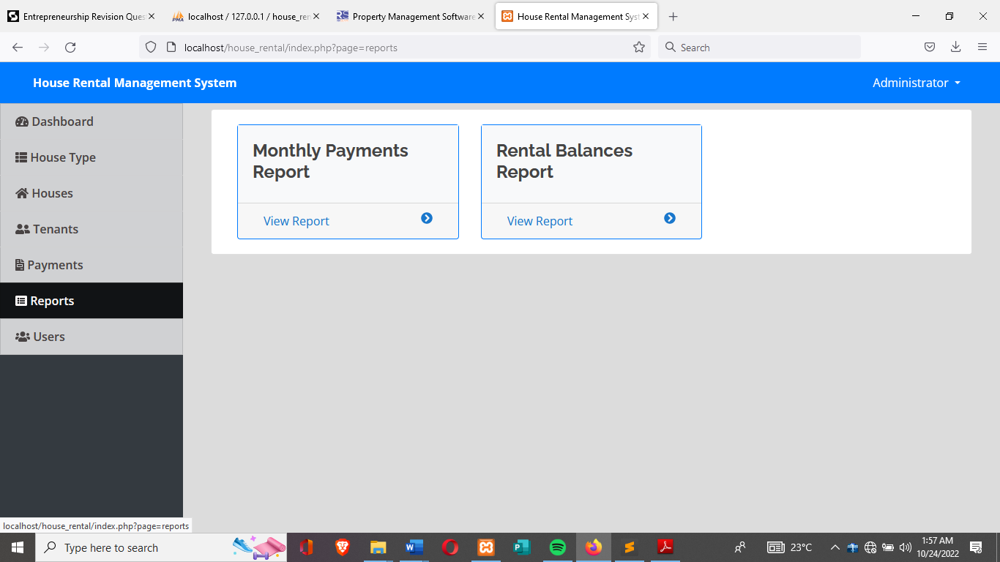 Entrepreneurship Revision Ques
localhost / 127.0.0.1 / house_ren
PMA
RS
Property Management Software
House Rental Management Syst
localhost/house_rental/index.php?page=reports
Search
House Rental Management System
Administrator
Dashboard
House Type
Houses
Tenants
Payments
Reports
Users
Monthly Payments
Report
View Report
Rental Balances
Report
View Report
localhost/house_rental/index.php?page=reports
Type here to search
23°C
1:57 AM
10/24/2022